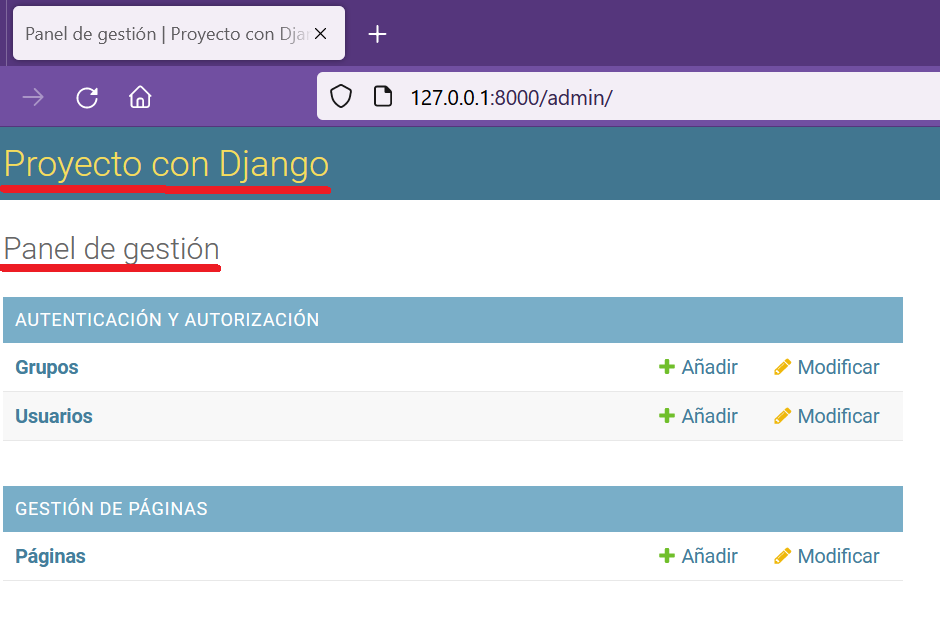 Panel de gestión | Proyecto con Dja
127.0.0.1:8000/admin/
Proyecto con Django
Panel de gestión
AUTENTICACIÓN Y AUTORIZACIÓN
Grupos Añadir Modificar
Usuarios Añadir Modificar
GESTIÓN DE PÁGINAS
Páginas Añadir Modificar